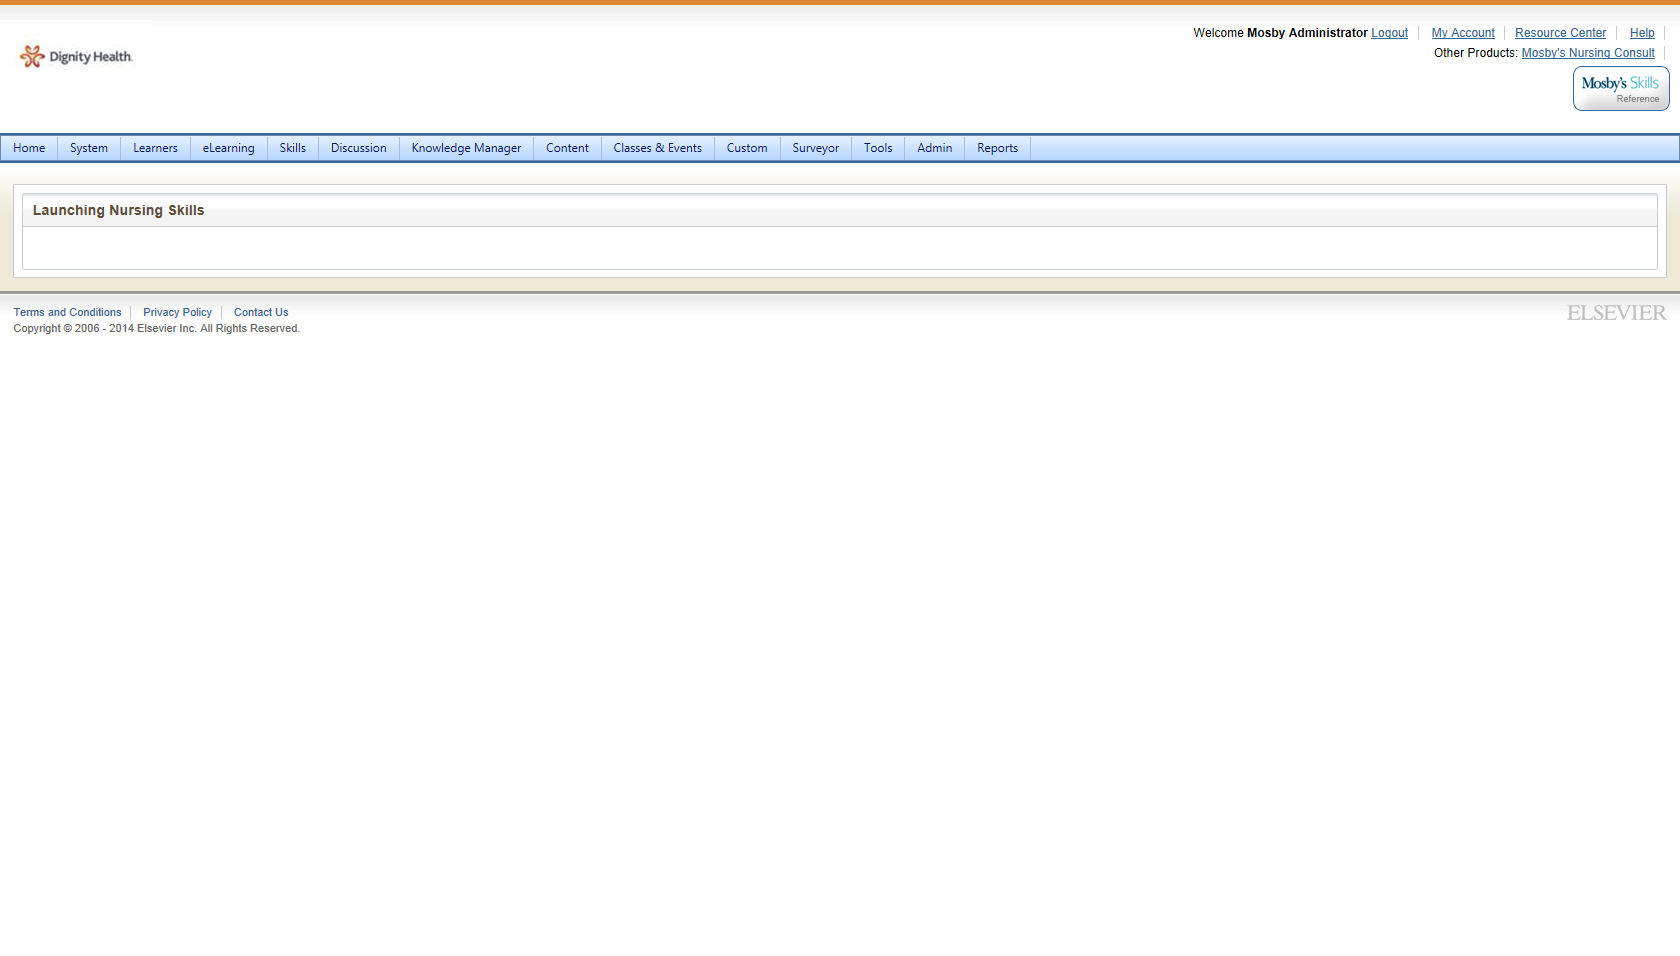 Welcome Mosby Administrator Logout My Account Resource Center Help
Dignity Health.
Other Products: Mosby's Nursing Consult
Mosby's Skills
Reference
Home System Learners eLearning Skills Discussion Knowledge Manager Content Classes & Events Custom Surveyor Tools Admin Reports
Launching Nursing Skills
Terms and Conditions Privacy Policy Contact Us
Copyright © 2006 - 2014 Elsevier Inc. All Rights Reserved.
ELSEVIER